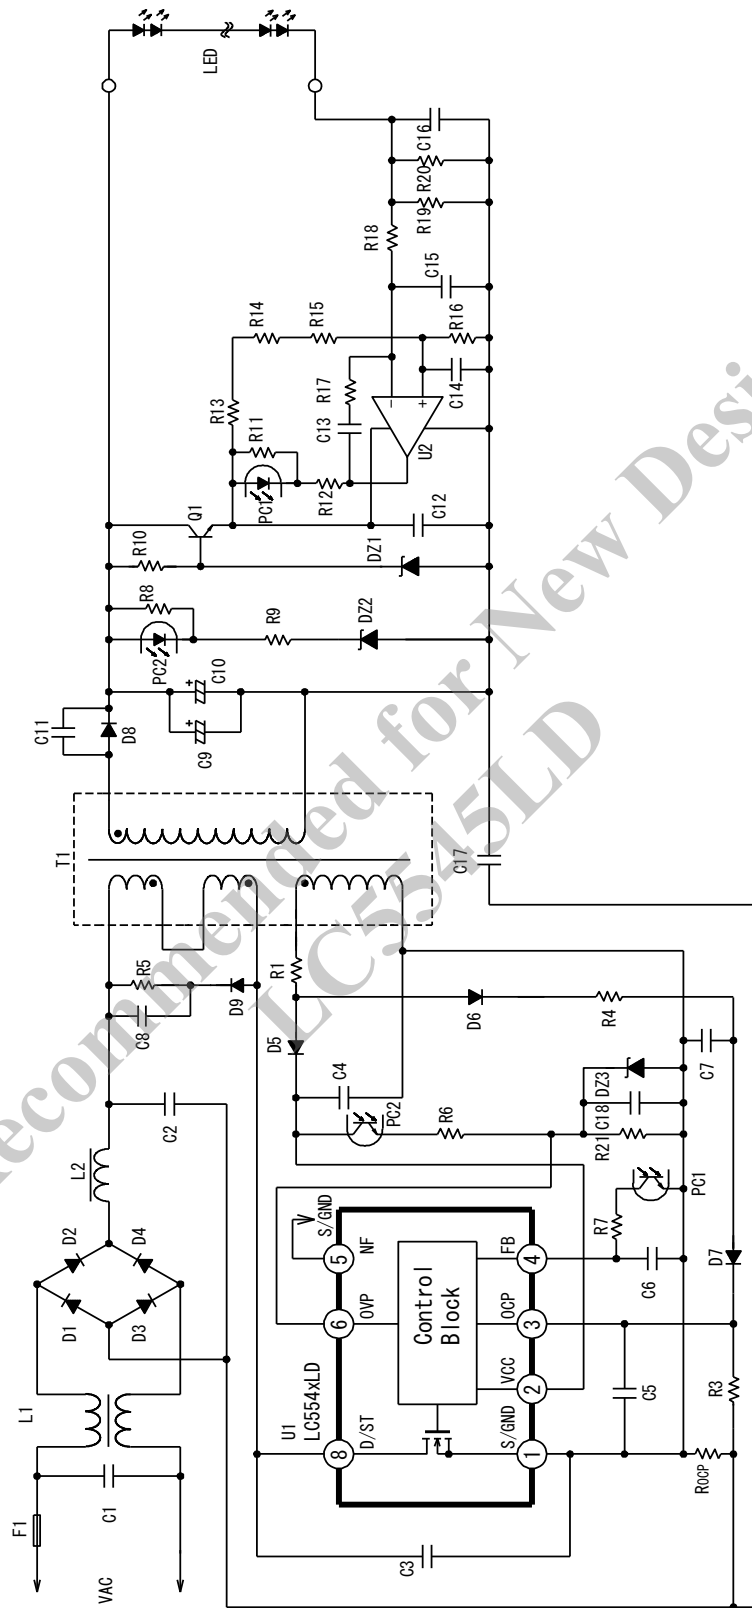 LED
C16
R20
R19
R18
C15
R14
R15
R16
C14
R13
R11
R17
C13
−
+
U2
PC1
R12
Q1
C12
R10
DZ1
R8
PC2
R9
DZ2
+
C10
+
C9
C11
D8
T1
C17
R5
C8
D9
R1
D5
D6
R4
C4
PC2
R6
DZ3
C18
R21
C7
C2
L2
D2
D4
D1
D3
L1
F1
C1
VAC
S/GND
5
NF
6
OVP
U1
LC554xLD
8
D/ST
Control
Block
FB
4
OCP
3
VCC
2
S/GND
1
R7
PC1
C6
D7
C5
R3
ROCP
C3
ecommended for New Desi
LC5545LD